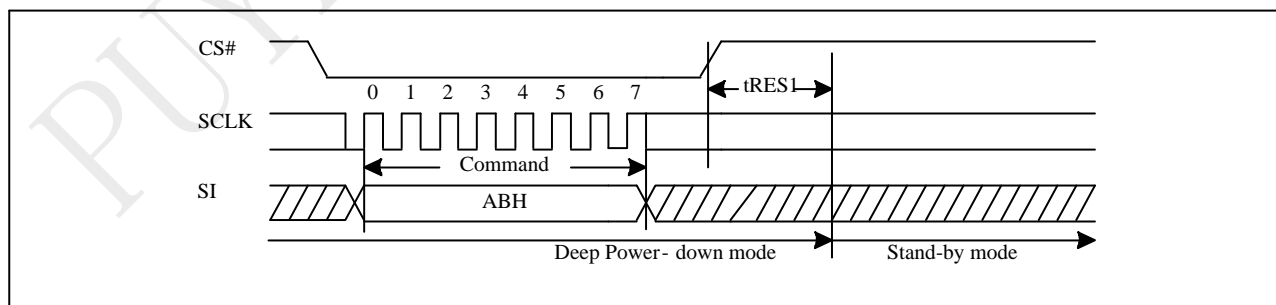 PUY
CS#
tRES1
0 1 2 3 4 5 6 7
SCLK
Command
SI
ABH
Deep Power- down mode
Stand-by mode